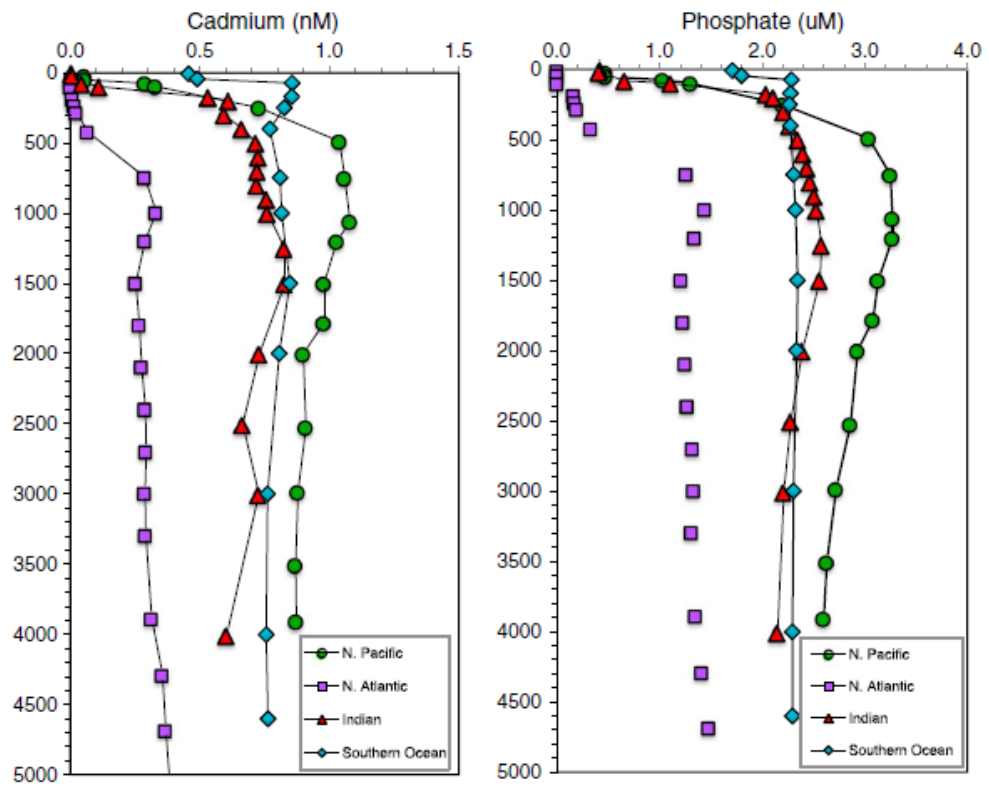 Cadmium (nM)
0.0 0.5 1.0 1.5
0
500
1000
1500
2000
2500
3000
3500
4000
4500
5000
N. Pacific
N. Atlantic
Indian
Southern Ocean
Phosphate (uM)
0.0 1.0 2.0 3.0 4.0
0
500
1000
1500
2000
2500
3000
3500
4000
4500
5000
N. Pacific
N. Atlantic
Indian
Southern Ocean